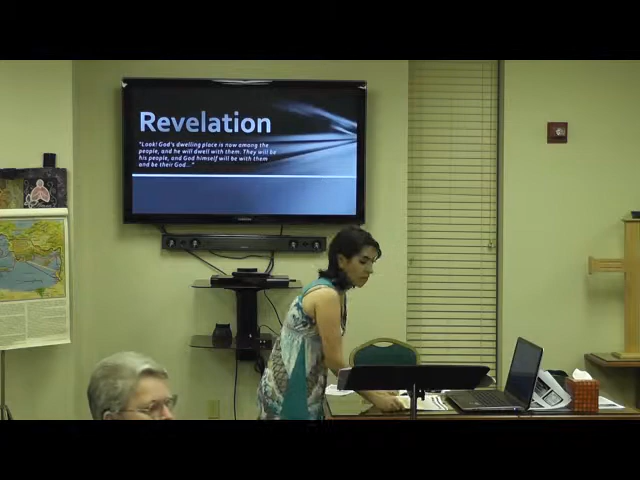 Revelation
"Look! God's dwelling place is now among the
people, and he will dwell with them. They will be
his people, and God himself will be with them
and be their God..."